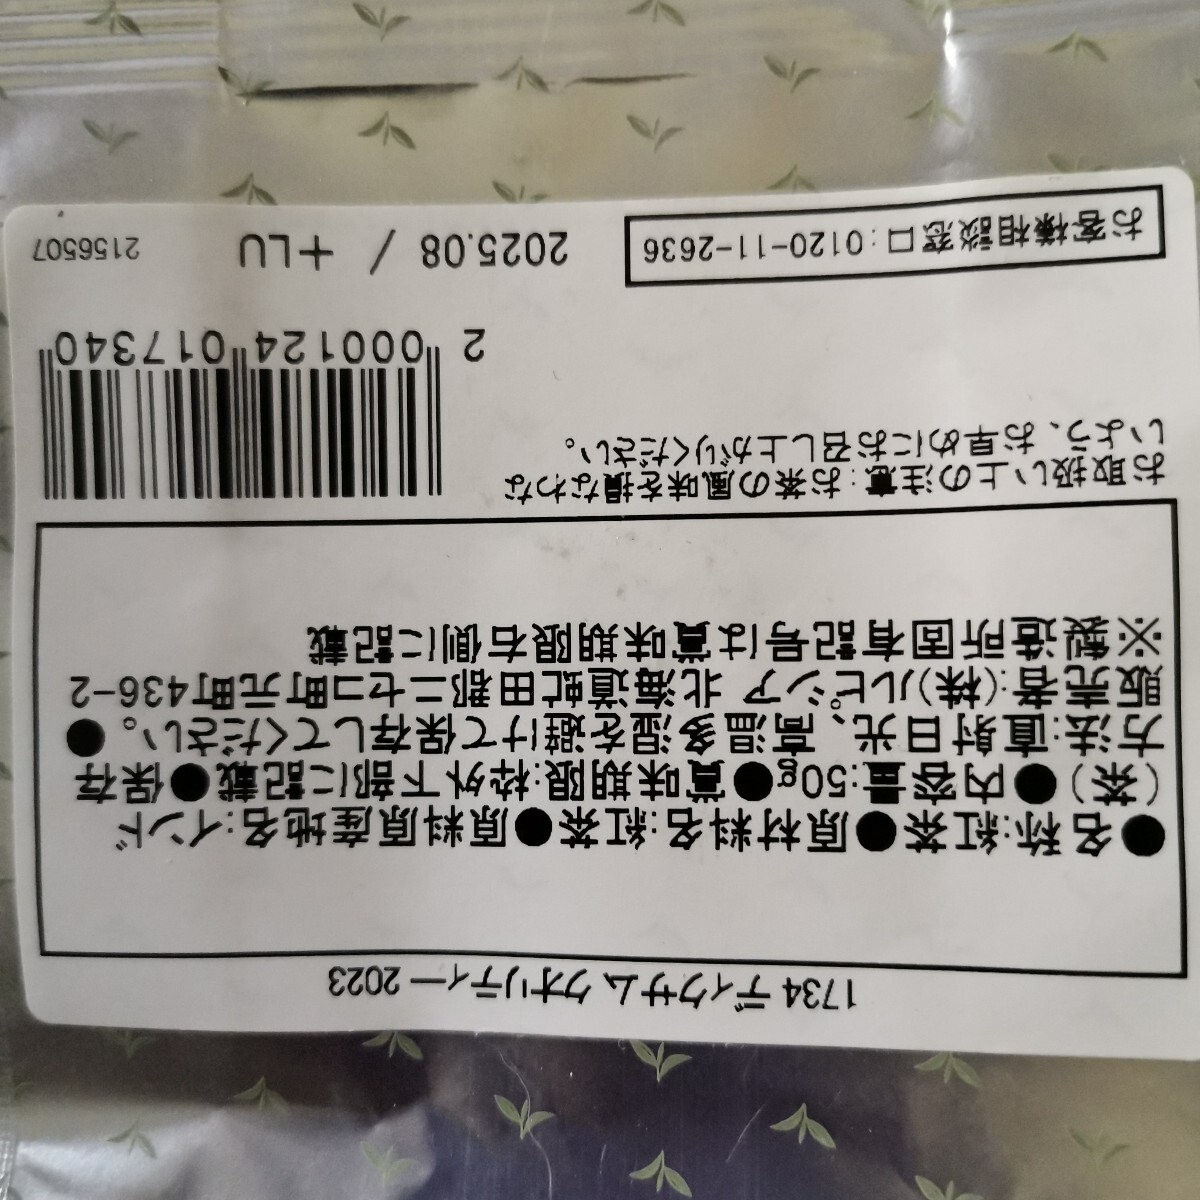 1734 ディクサム クオリティー 2023
●名称:紅茶●原材料名:紅茶●原料原産地名:インド
(茶)●内容量:50g●賞味期限:枠外下部に記載●保存
方法:直射日光、高温多湿を避けて保存してください。●
販売者:(株)ルピシア 北海道虻田郡ニセコ町元町436-2
※製造所固有記号は賞味期限右側に記載
お取扱い上の注意:お茶の風味を損なわな
いよう、お早めにお召し上がりください。
2 000124 017340
お客様相談窓口:0120-11-2636
2025.08 / +LU
2156507